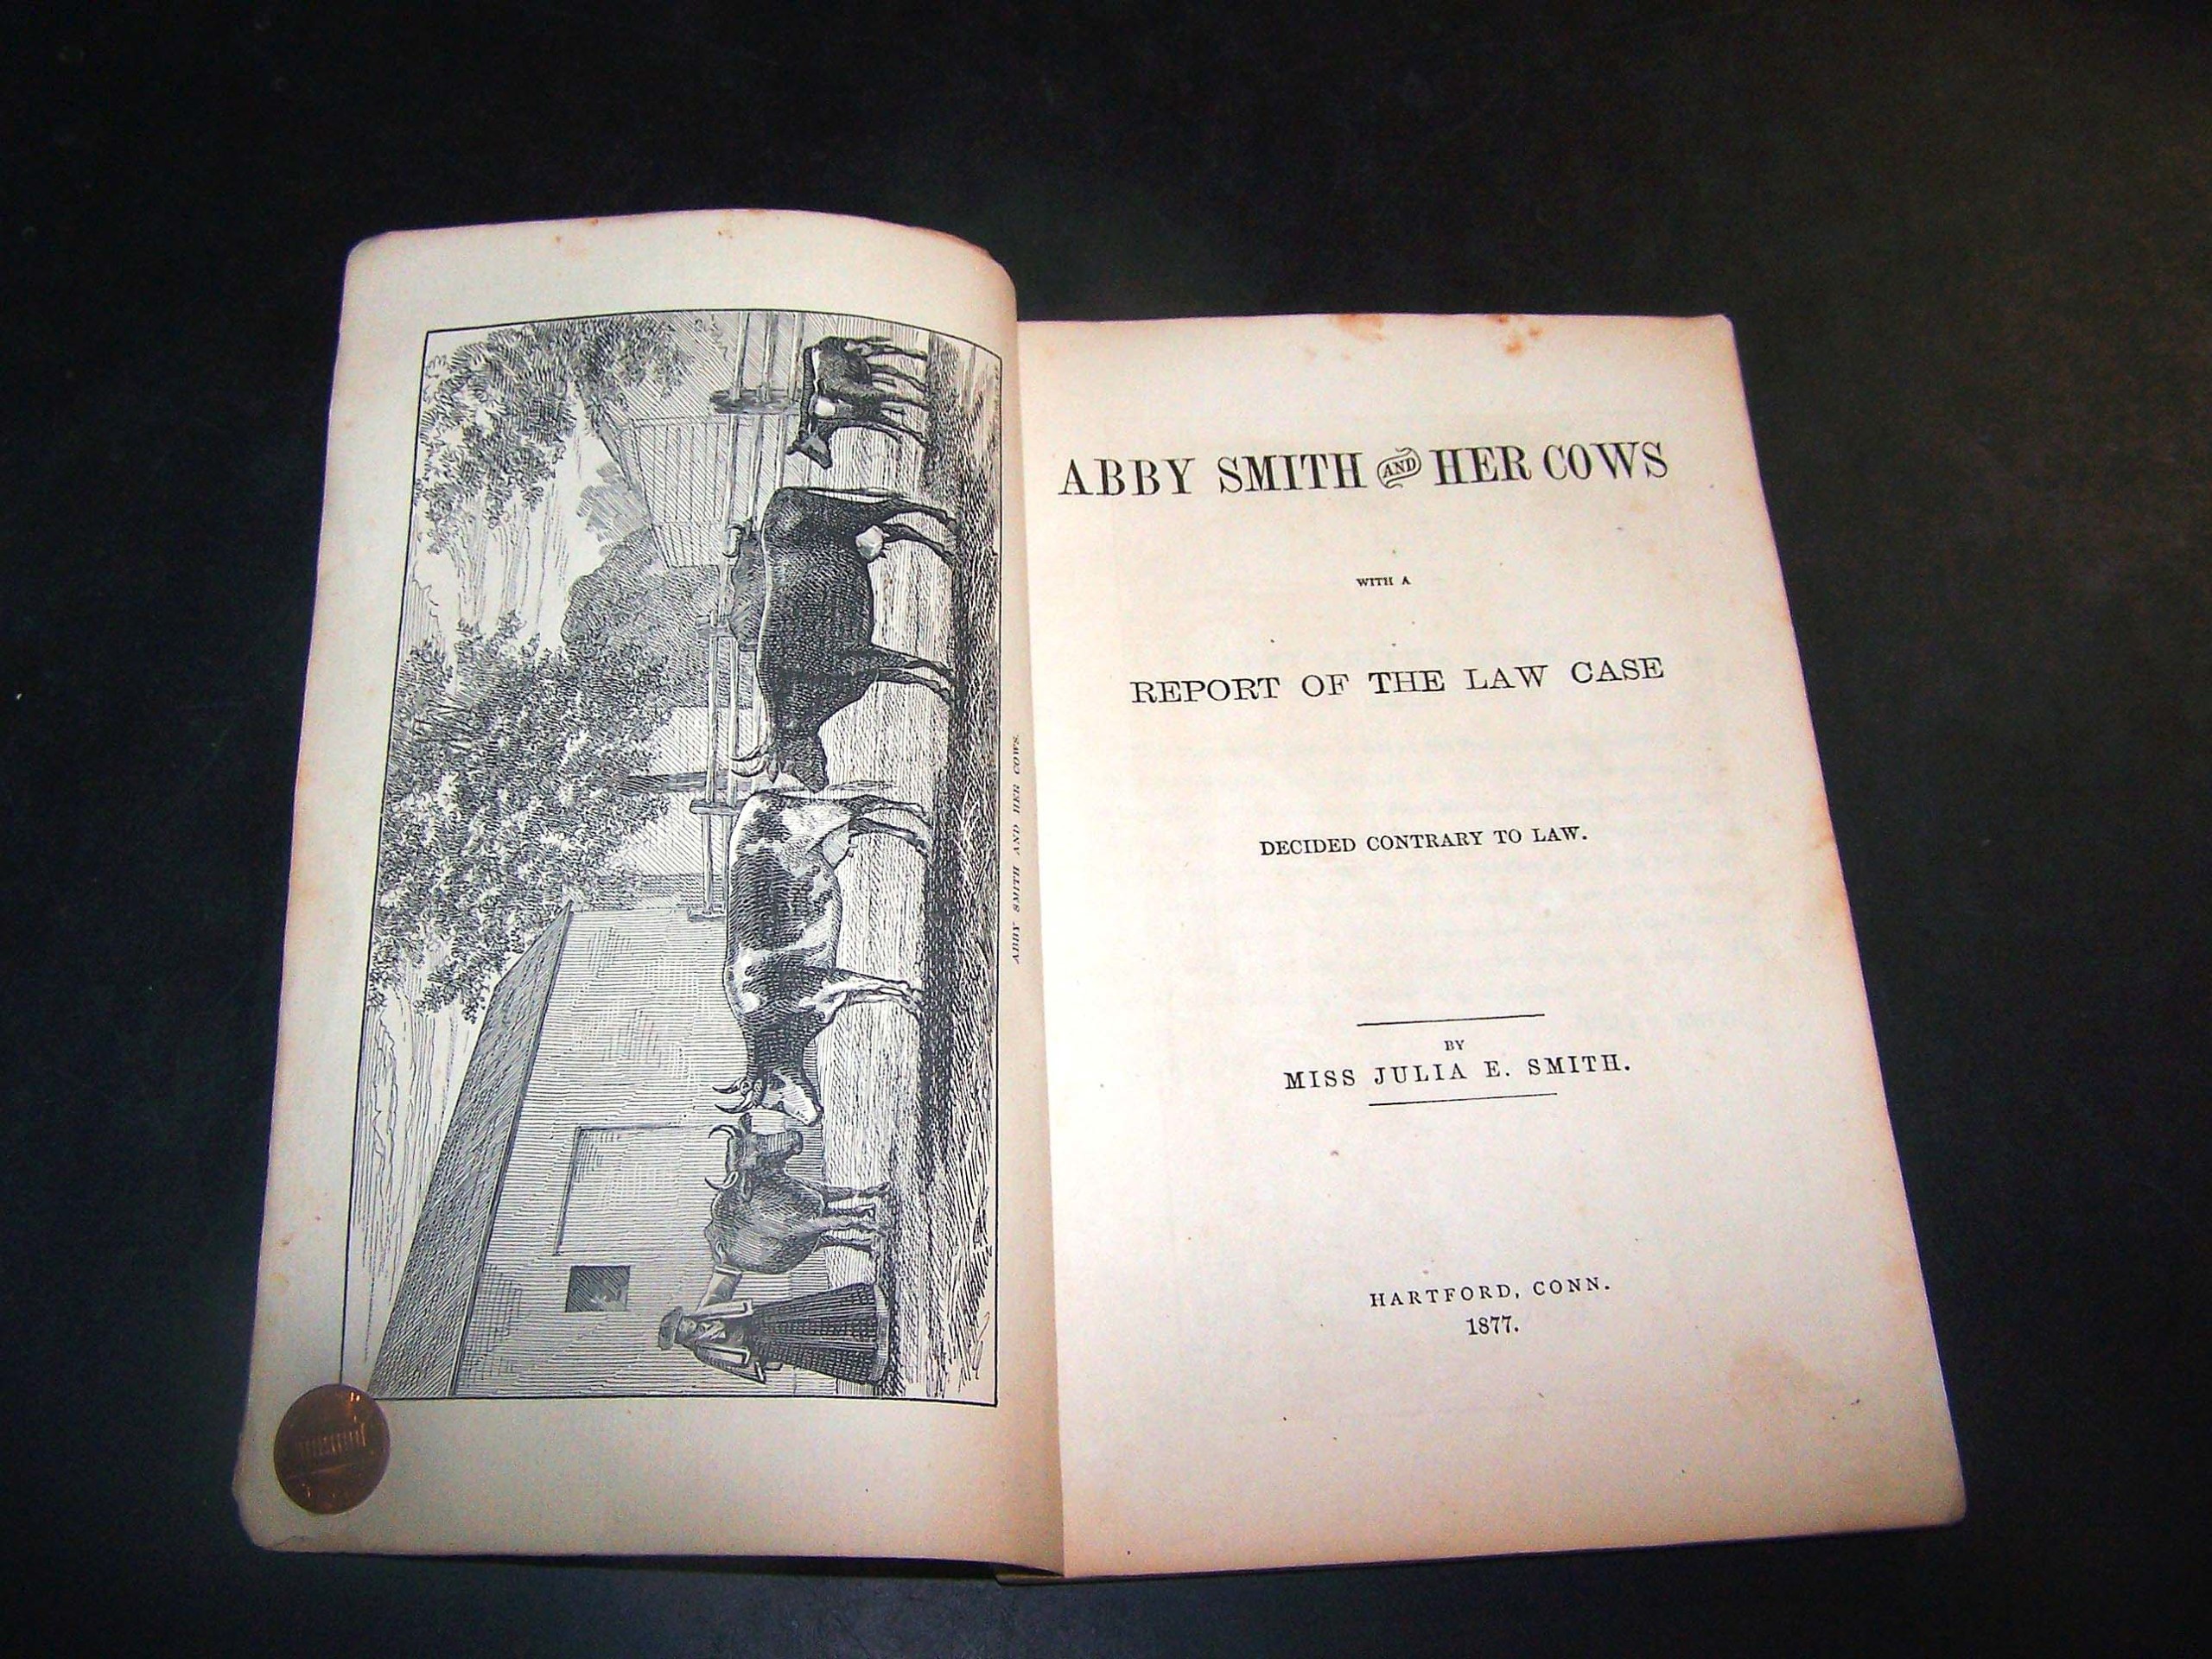 ABBY SMITH AND HER COWS.
ABBY SMITH AND HER COWS
WITH A
REPORT OF THE LAW CASE
DECIDED CONTRARY TO LAW.
BY
MISS JULIA E. SMITH.
HARTFORD, CONN.
1877.